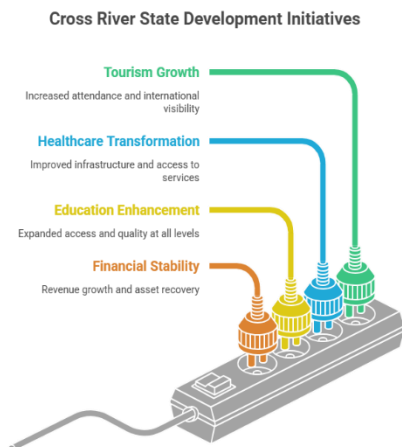 Cross River State Development Initiatives
Tourism Growth
Increased attendance and international
visibility
Healthcare Transformation
Improved infrastructure and access to
services
Education Enhancement
Expanded access and quality at all levels
Financial Stability
Revenue growth and asset recovery